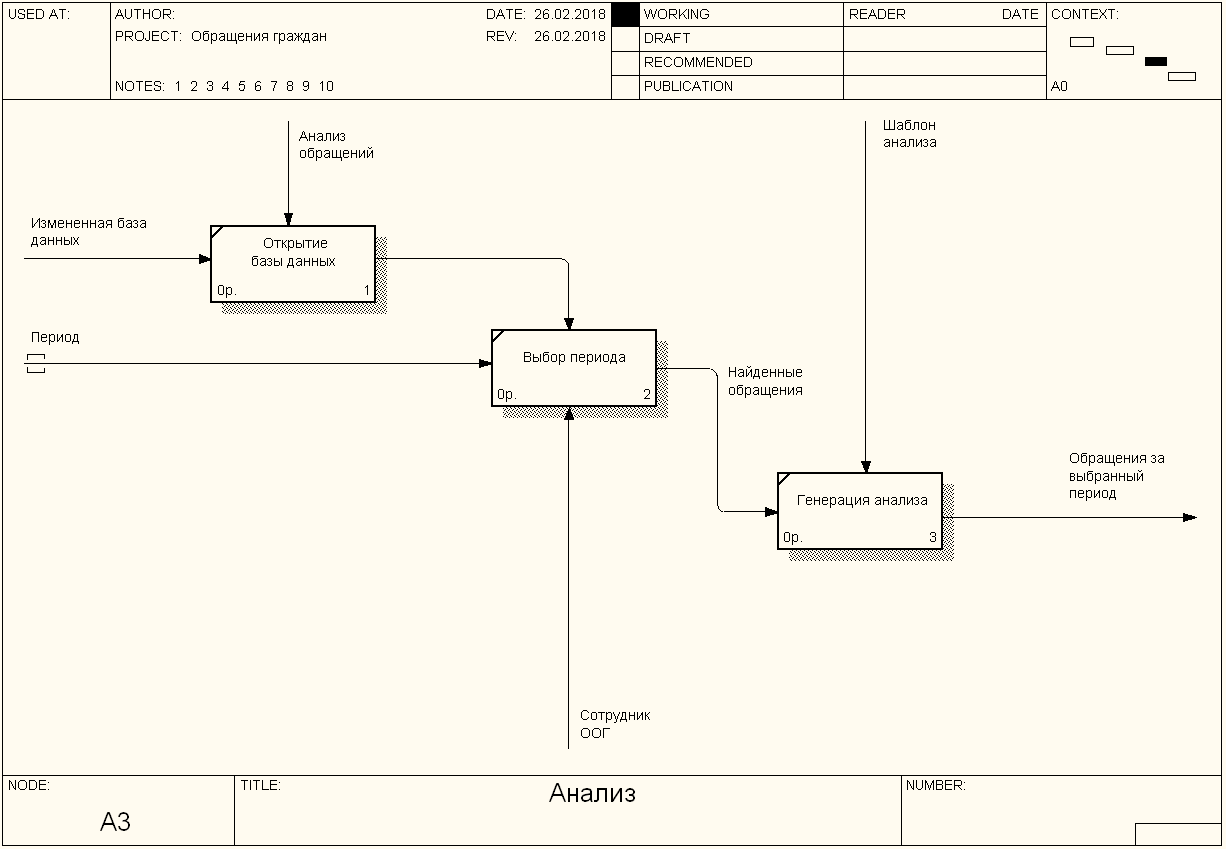 USED AT:
AUTHOR:
DATE: 26.02.2018
PROJECT: Обращения граждан
REV: 26.02.2018
NOTES: 1 2 3 4 5 6 7 8 9 10
WORKING
DRAFT
RECOMMENDED
PUBLICATION
READER DATE
CONTEXT:
A0
Анализ
обращений
Шаблон
анализа
Измененная база
данных
Открытие
базы данных
0р. 1
Период
Выбор периода
0р. 2
Найденные
обращения
Генерация анализа
0р. 3
Обращения за
выбранный
период
Сотрудник
ООГ
NODE:
A3
TITLE:
Анализ
NUMBER: